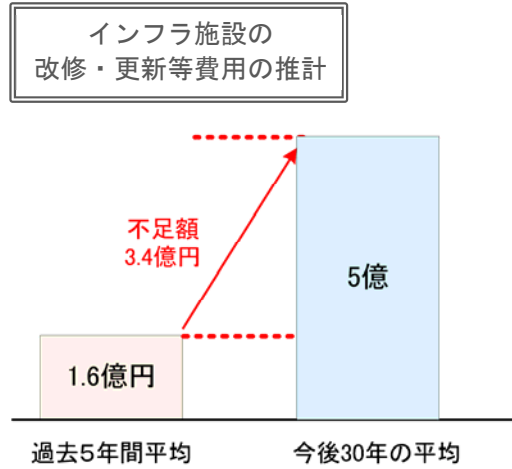 インフラ施設の
改修・更新等費用の推計
不足額
3.4億円
5億
1.6億円
過去5年間平均
今後30年の平均